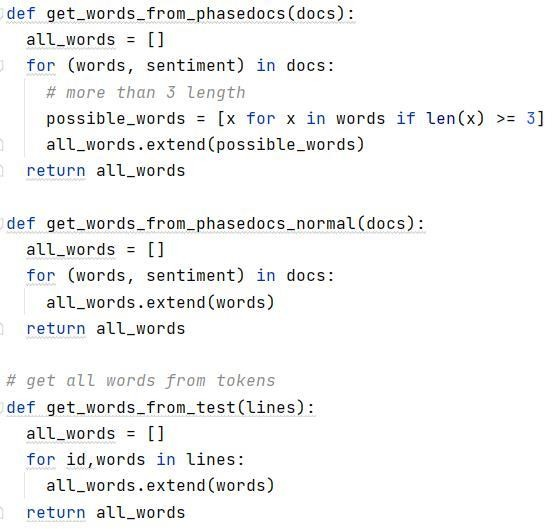 def get_words_from_phasedocs(docs):
  all_words = []
  for (words, sentiment) in docs:
    # more than 3 length
    possible_words = [x for x in words if len(x) >= 3]
    all_words.extend(possible_words)
  return all_words

def get_words_from_phasedocs_normal(docs):
  all_words = []
  for (words, sentiment) in docs:
    all_words.extend(words)
  return all_words

# get all words from tokens
def get_words_from_test(lines):
  all_words = []
  for id,words in lines:
    all_words.extend(words)
  return all_words